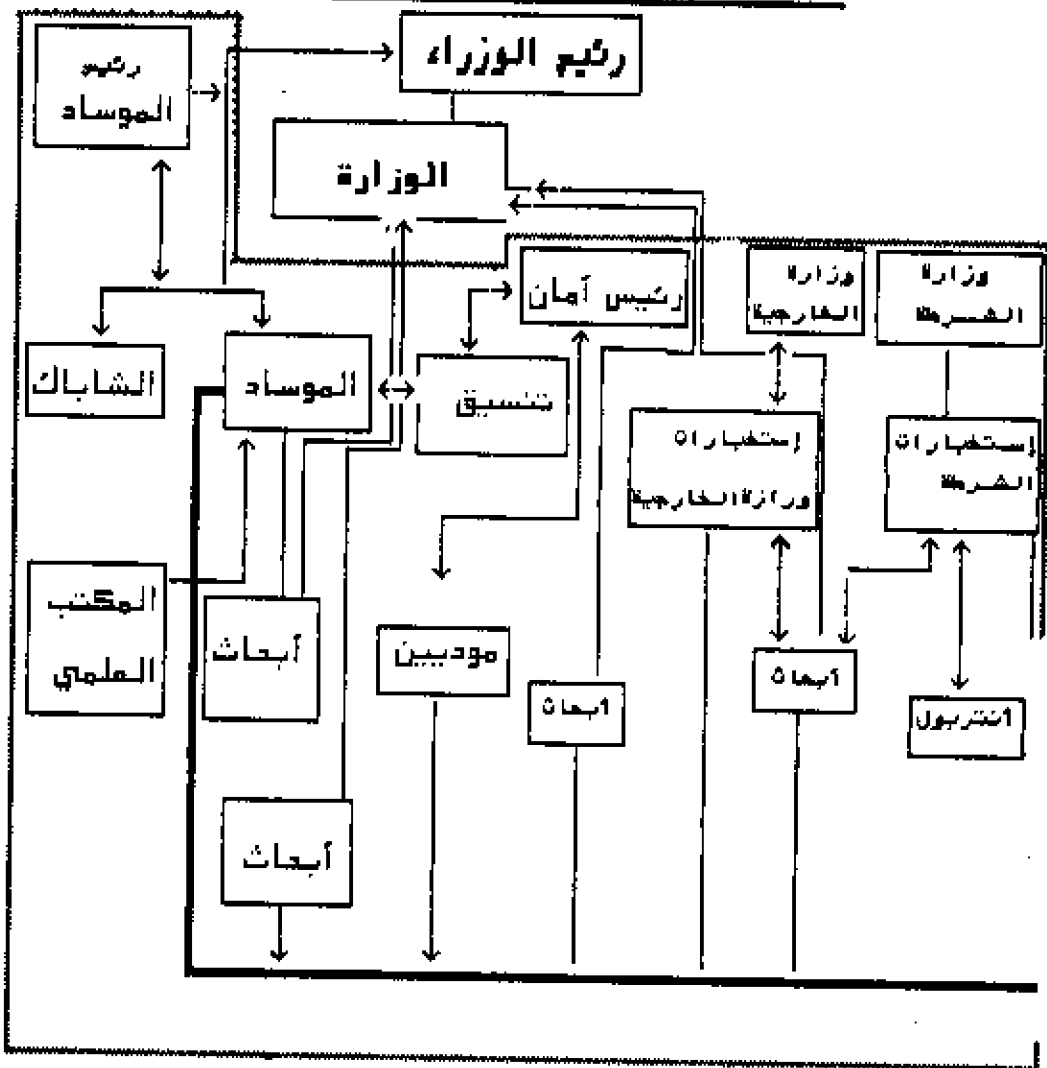 رئيس الوزراء
رئيس
الموساد
الوزارة
وزارة
الشرطة
وزارة
الخارجية
رئيس آمان
تنسيق
الموساد
الشاباك
إستخبارات
الشرطة
إستخبارات
وزارة الخارجية
المكتب
العلمي
أبحاث
موديين
أبحاث
أبحاث
أنتربول
أبحاث